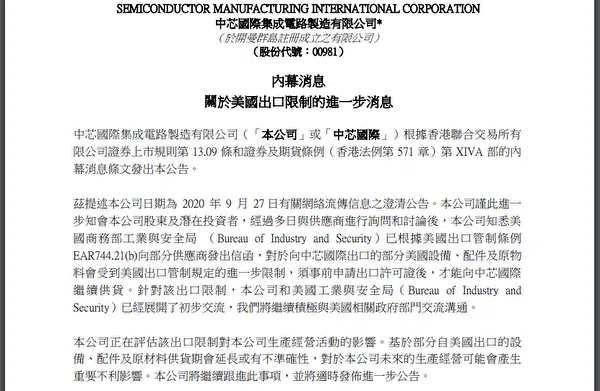 SEMICONDUCTOR MANUFACTURING INTERNATIONAL CORPORATION
中芯國際集成電路製造有限公司*
（於開曼群島註冊成立之有限公司）
（股份代號：00981）
內幕消息
關於美國出口限制的進一步消息
中芯國際集成電路製造有限公司（「本公司」或「中芯國際」）根據香港聯合交易所有
限公司證券上市規則第 13.09 條和證券及期貨條例（香港法例第 571 章）第 XIVA 部的內
幕消息條文發出本公告。
茲提述本公司日期為 2020 年 9 月 27日有關網絡流傳信息之澄清公告。本公司謹此進一
步知會本公司股東及潛在投資者，經過多日與供應商進行詢問和討論後，本公司知悉美
國商務部工業與安全局 （Bureau of Industry and Security）已根據美國出口管制條例
EAR744.21(b)向部分供應商發出信函，對於向中芯國際出口的部分美國設備、配件及原物
料會受到美國出口管制規定的進一步限制，須事前申請出口許可證後，才能向中芯國際
繼續供貨。針對該出口限制，本公司和美國工業與安全局（Bureau of Industry and
Security）已經展開了初步交流，我們將繼續積極與美國相關政府部門交流溝通。
本公司正在評估該出口限制對本公司生產經營活動的影響。基於部分自美國出口的設
備、配件及原材料供貨期會延長或有不準確性，對於本公司未來的生產經營可能會產生
重要不利影響。本公司將繼續跟進此事項，並將適時發佈進一步公告。